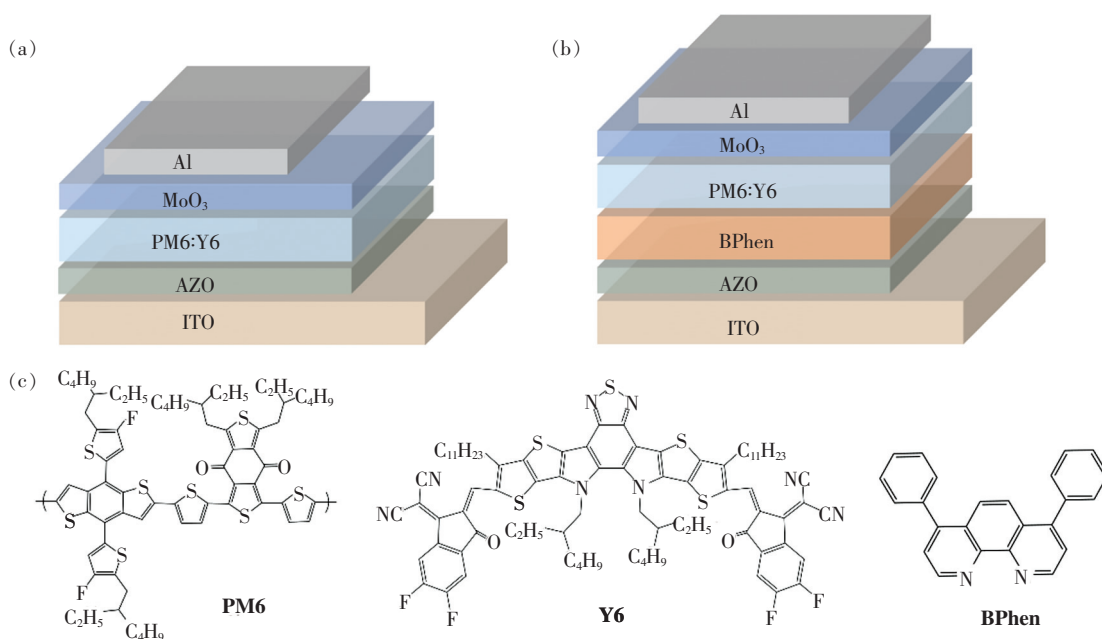 (a)
Al
MoO₃
PM6:Y6
AZO
ITO
(b)
Al
MoO₃
PM6:Y6
BPhen
AZO
ITO
(c)
C₄H₉
C₂H₅
F
S
S
S
S
F
C₂H₅
C₄H₉
S
C₄H₉
C₂H₅
C₂H₅
C₄H₉
S
O
O
S
S
PM6
S
N
N
S
S
C₁₁H₂₃
C₁₁H₂₃
S
S
N
N
CN
NC
O
F
F
C₂H₅
C₄H₉
C₂H₅
C₄H₉
NC
CN
O
F
F
Y6
N
N
BPhen